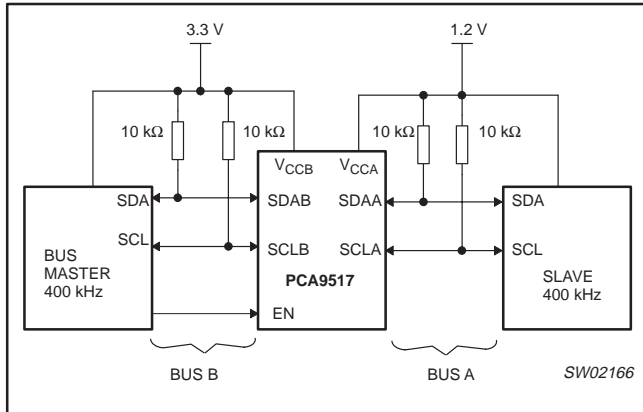 3.3 V
1.2 V
10 kΩ
10 kΩ
10 kΩ
10 kΩ
VCCB
VCCA
SDA
SDAB
SDAA
SDA
SCL
SCLB
SCLA
SCL
BUS
MASTER
400 kHz
PCA9517
SLAVE
400 kHz
EN
BUS B
BUS A
SW02166